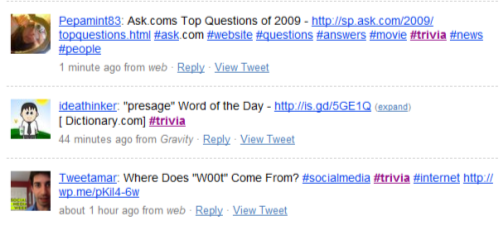 Pepamint83: Ask.coms Top Questions of 2009 - http://sp.ask.com/2009/
topquestions.html #ask.com #website #questions #answers #movie #trivia #news
#people
1 minute ago from web · Reply · View Tweet
ideathinker: "presage" Word of the Day - http://is.gd/5GE1Q (expand)
[ Dictionary.com] #trivia
44 minutes ago from Gravity · Reply · View Tweet
Tweetamar: Where Does "W00t" Come From? #socialmedia #trivia #internet http://
wp.me/pKil4-6w
about 1 hour ago from web · Reply · View Tweet